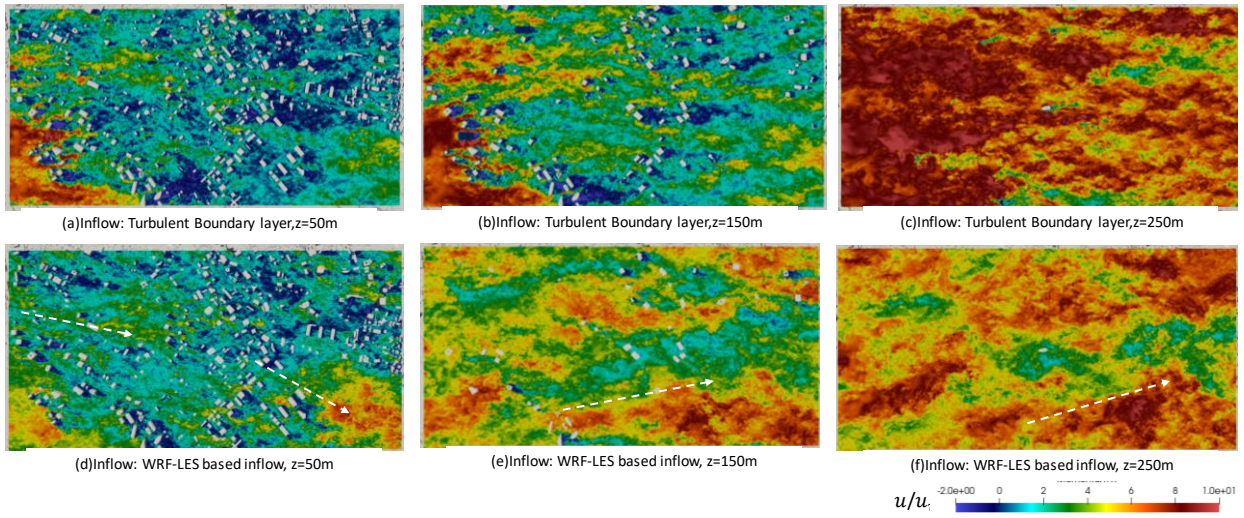 (a)Inflow: Turbulent Boundary layer,z=50m
(b)Inflow: Turbulent Boundary layer,z=150m
(c)Inflow: Turbulent Boundary layer,z=250m
(d)Inflow: WRF-LES based inflow, z=50m
(e)Inflow: WRF-LES based inflow, z=150m
(f)Inflow: WRF-LES based inflow, z=250m
-2.0e+00 0 2 4 6 8 1.0e+01
u/u